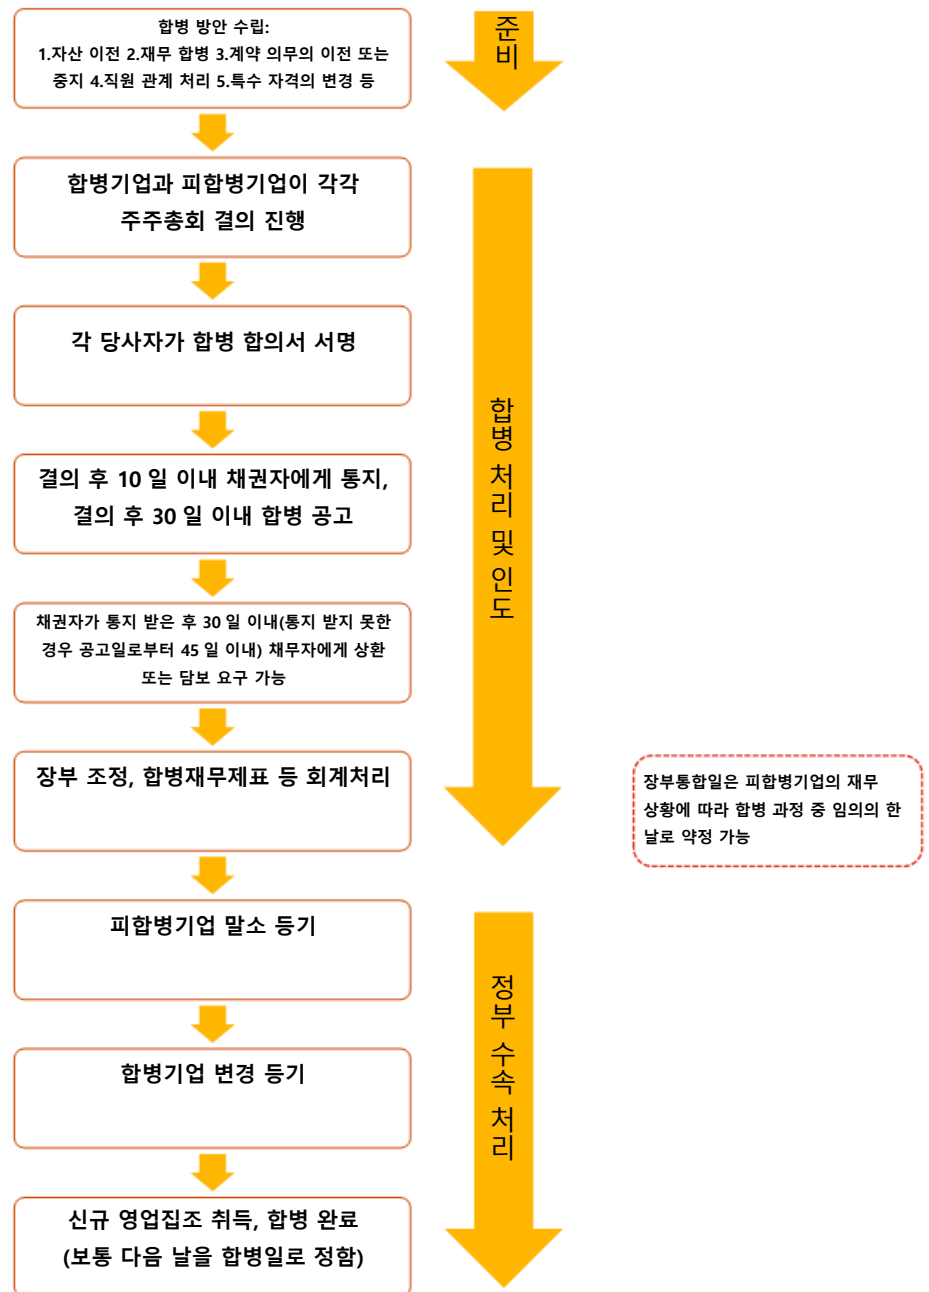 합병 방안 수립:
1.자산 이전 2.재무 합병 3.계약 의무의 이전 또는
중지 4.직원 관계 처리 5.특수 자격의 변경 등
준비
합병기업과 피합병기업이 각각
주주총회 결의 진행
각 당사자가 합병 합의서 서명
결의 후 10 일 이내 채권자에게 통지,
결의 후 30 일 이내 합병 공고
채권자가 통지 받은 후 30 일 이내(통지 받지 못한
경우 공고일로부터 45 일 이내) 채무자에게 상환
또는 담보 요구 가능
장부 조정, 합병재무제표 등 회계처리
합병 처리 및 인도
장부통합일은 피합병기업의 재무
상황에 따라 합병 과정 중 임의의 한
날로 약정 가능
피합병기업 말소 등기
합병기업 변경 등기
신규 영업집조 취득, 합병 완료
(보통 다음 날을 합병일로 정함)
정부 수속 처리